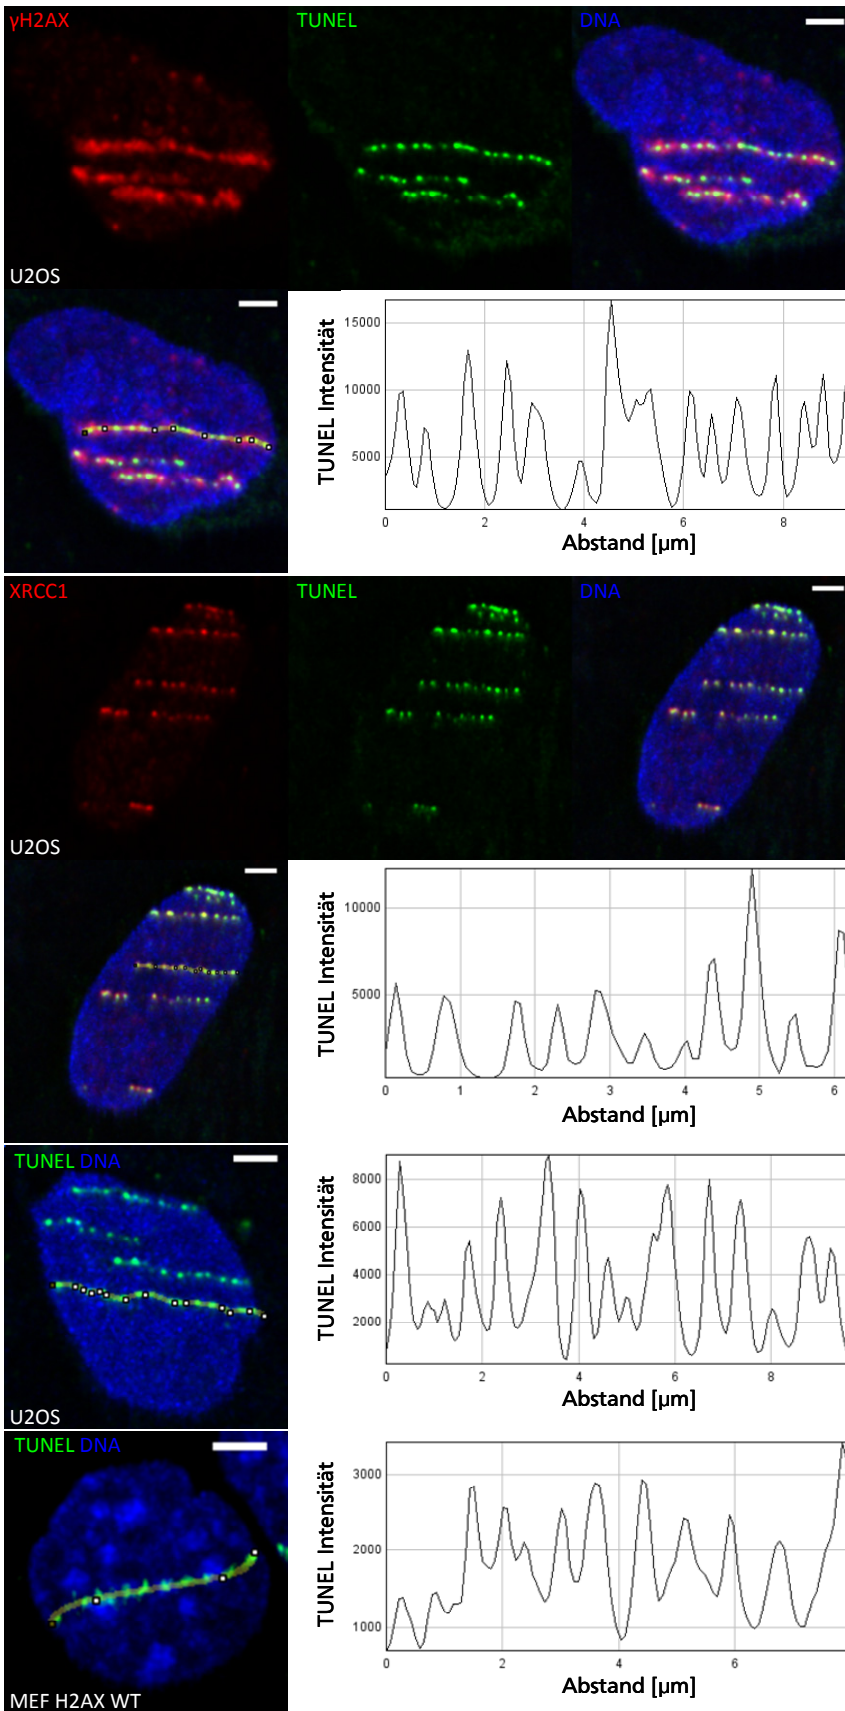 γH2AX
TUNEL
DNA
U2OS
TUNEL Intensität
15000
10000
5000
0
2
4
6
8
Abstand [µm]
XRCC1
TUNEL
DNA
U2OS
TUNEL Intensität
10000
5000
0
1
2
3
4
5
6
Abstand [µm]
TUNEL DNA
U2OS
TUNEL Intensität
8000
6000
4000
2000
0
2
4
6
8
Abstand [µm]
TUNEL DNA
MEF H2AX WT
TUNEL Intensität
3000
2000
1000
0
2
4
6
Abstand [µm]